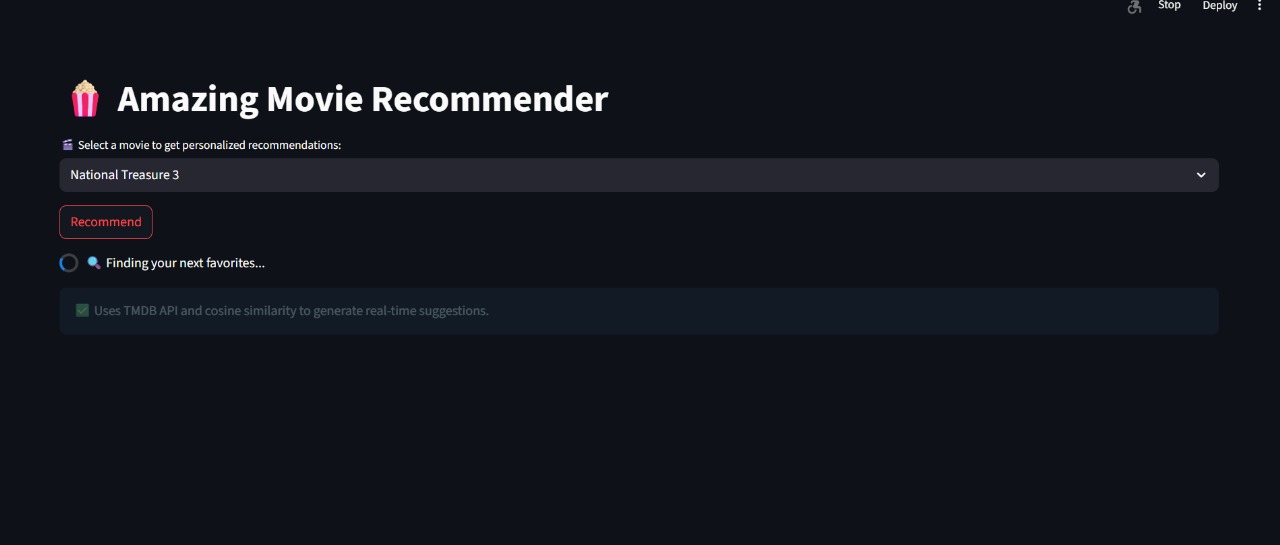 Stop Deploy
Amazing Movie Recommender
Select a movie to get personalized recommendations:
National Treasure 3
Recommend
Finding your next favorites...
Uses TMDB API and cosine similarity to generate real-time suggestions.